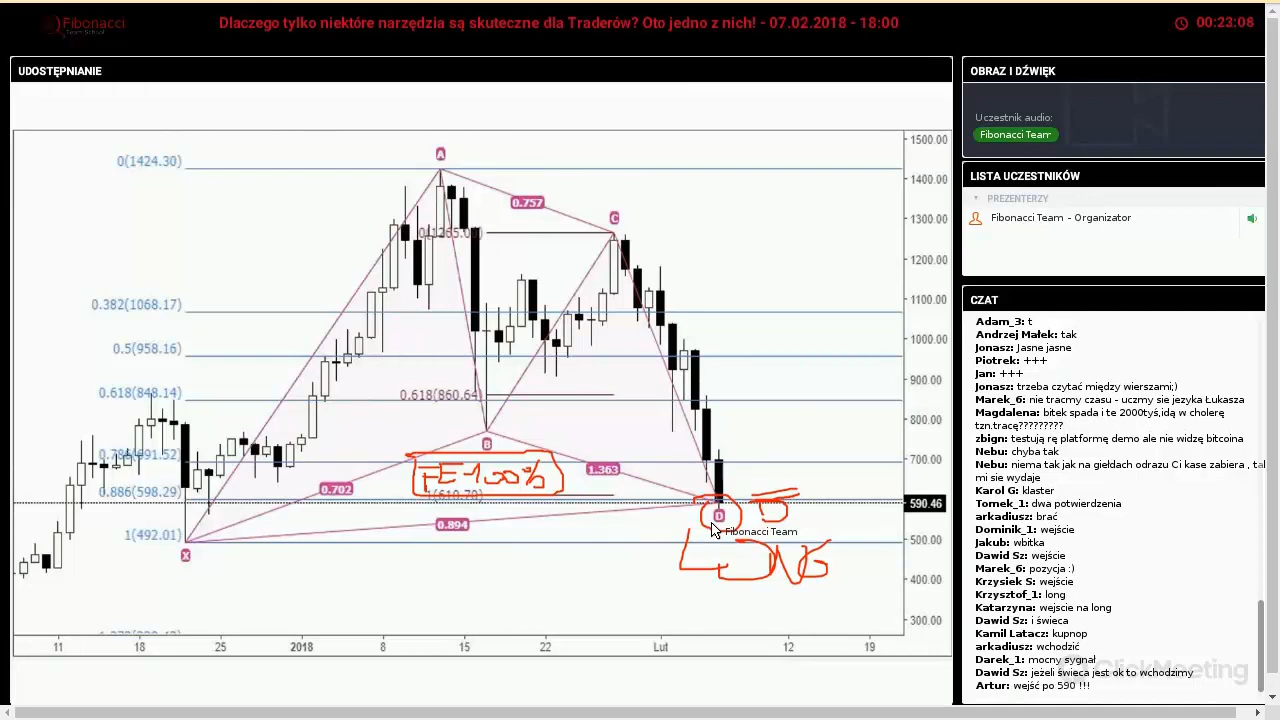 Fibonacci
Team School
Dlaczego tylko niektóre narzędzia są skuteczne dla Traderów? Oto jedno z nich! - 07.02.2018 - 18:00
00:23:08
UDOSTĘPNIANIE
1500.00
1400.00
1300.00
1200.00
1100.00
1000.00
900.00
800.00
700.00
590.46
500.00
400.00
300.00
0(1424.30)
0.382(1068.17)
0.5(958.16)
0.618(848.14)
0.886(598.29)
1(492.01)
A
0.757
C
0.618(860.64)
B
FE 100%
1.363
0.702
0.894
X
D
Fibonacci Team
LONG
11
18
25
2018
8
15
22
Lut
12
19
OBRAZ I DŹWIĘK
Uczestnik audio:
Fibonacci Team
LISTA UCZESTNIKÓW
PREZENTERZY
Fibonacci Team - Organizator
CZAT
Adam_3: t
Andrzej Małek: tak
Jonasz: Jasne jasne
Piotrek: +++
Jan: +++
Jonasz: trzeba czytać między wierszami;)
Marek_6: nie tracmy czasu - uczmy sie jezyka Łukasza
Magdalena: bitek spada i te 2000tyś,idą w cholerę
tzn.tracę?????????
zbign: testują rę platformę demo ale nie widzę bitcoina
Nebu: chyba tak
Nebu: niema tak jak na giełdach odrazu Ci kase zabiera , tal
mi sie wydaje
Karol G: klaster
Tomek_1: dwa potwierdzenia
arkadiusz: brać
Dominik_1: wejście
Jakub: wbitka
Dawid Sz: wejście
Marek_6: pozycja :)
Krzysiek S: wejście
Krzysztof_1: long
Katarzyna: wejscie na long
Dawid Sz: i świeca
Kamil Latacz: kupnop
arkadiusz: wchodzić
Darek_1: mocny sygnał
Dawid Sz: jeżeli świeca jest ok to wchodzimy
Artur: wejść po 590 !!!
ClickMeeting